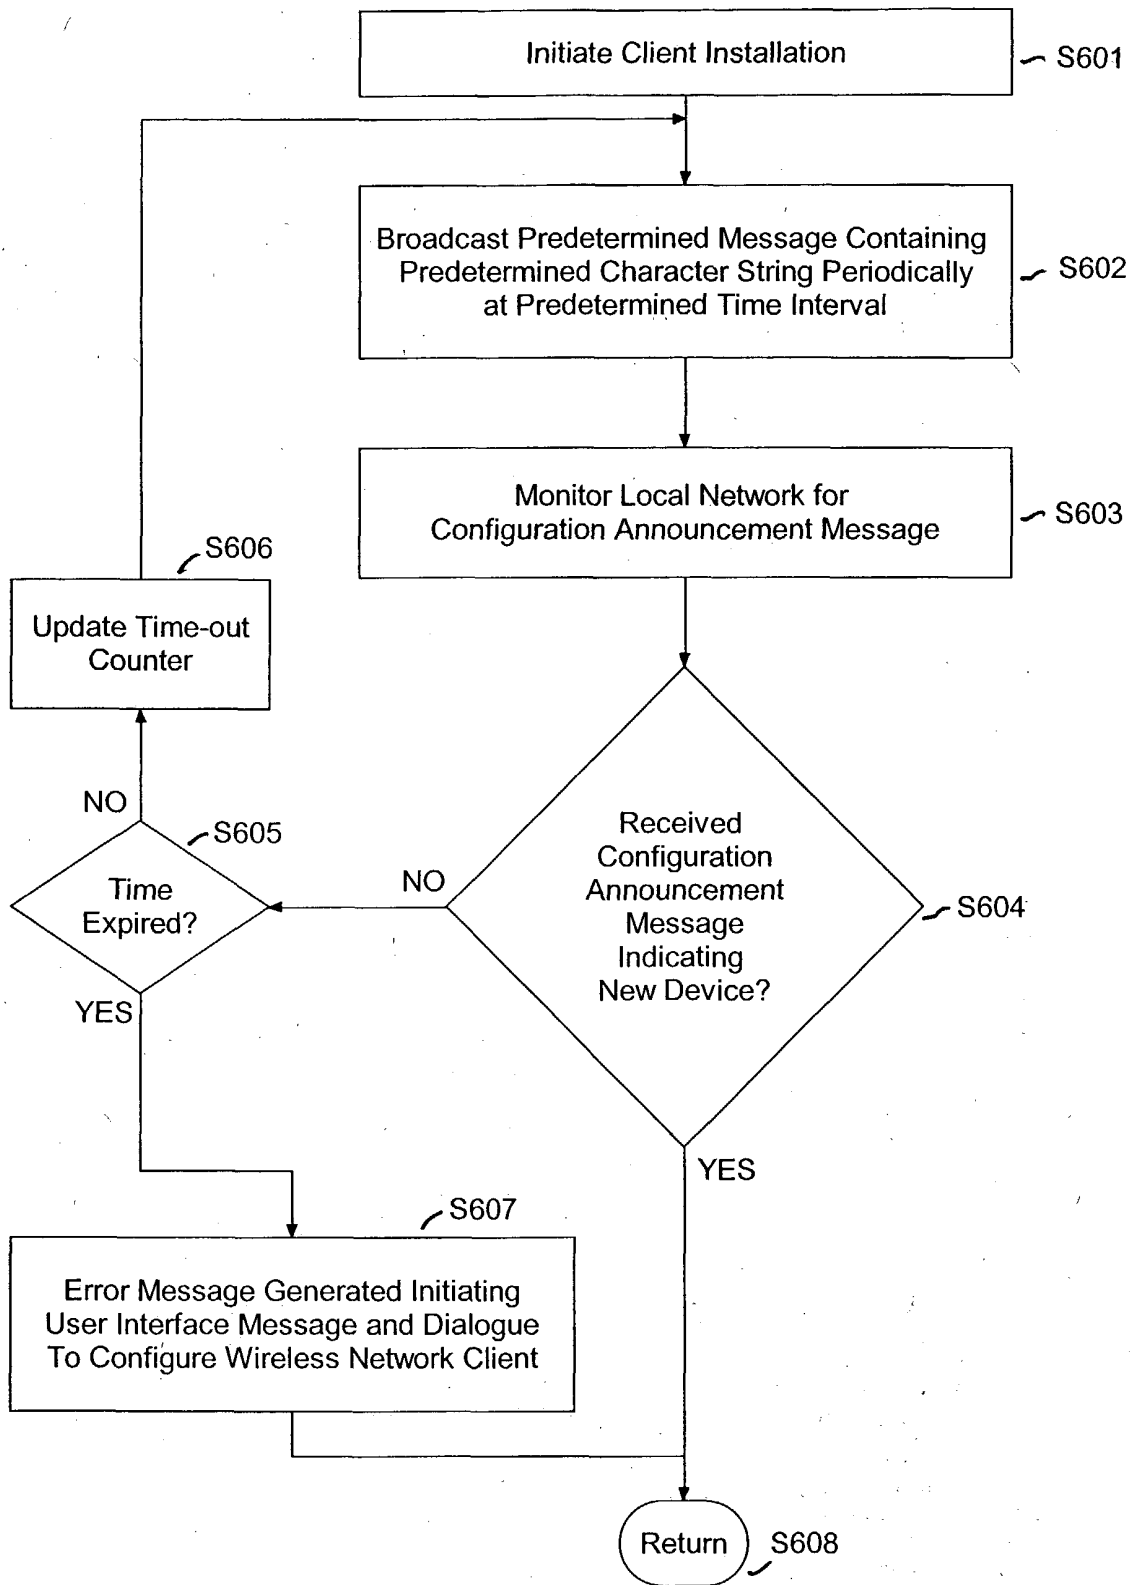 Initiate Client Installation
S601
Broadcast Predetermined Message Containing
Predetermined Character String Periodically
at Predetermined Time Interval
S602
Monitor Local Network for
Configuration Announcement Message
S603
S606
Update Time-out
Counter
NO
S605
Time
Expired?
YES
NO
Received
Configuration
Announcement
Message
Indicating
New Device?
S604
YES
S607
Error Message Generated Initiating
User Interface Message and Dialogue
To Configure Wireless Network Client
Return
S608